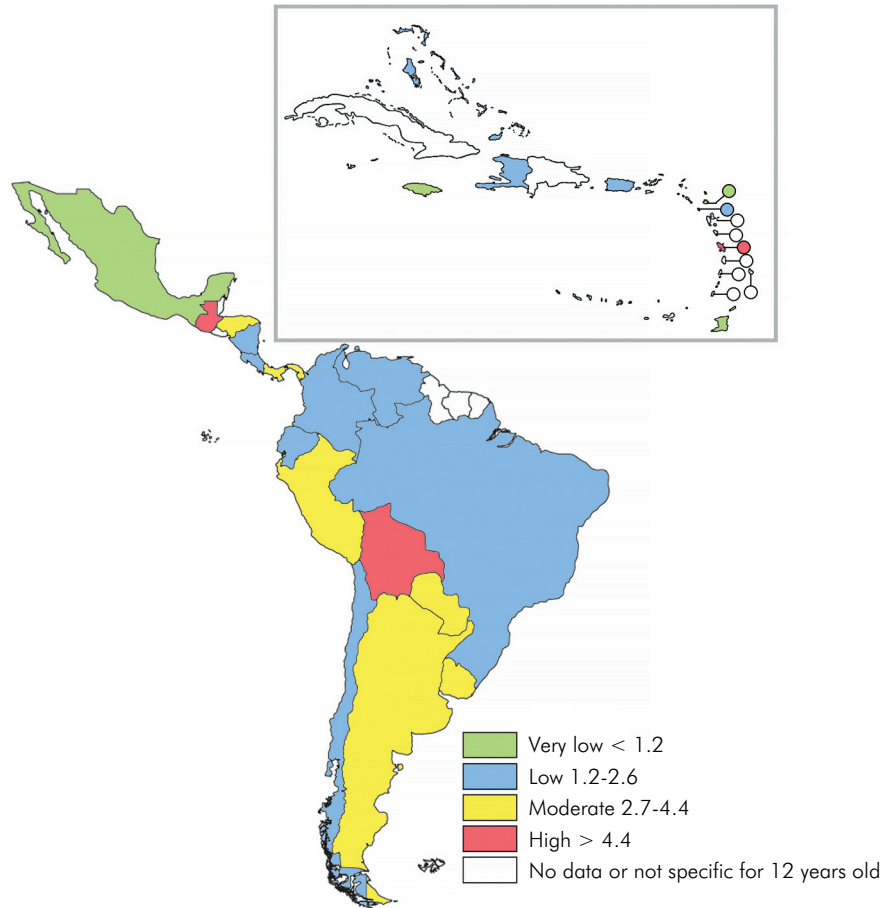 Very low < 1.2
Low 1.2-2.6
Moderate 2.7-4.4
High > 4.4
No data or not specific for 12 years old